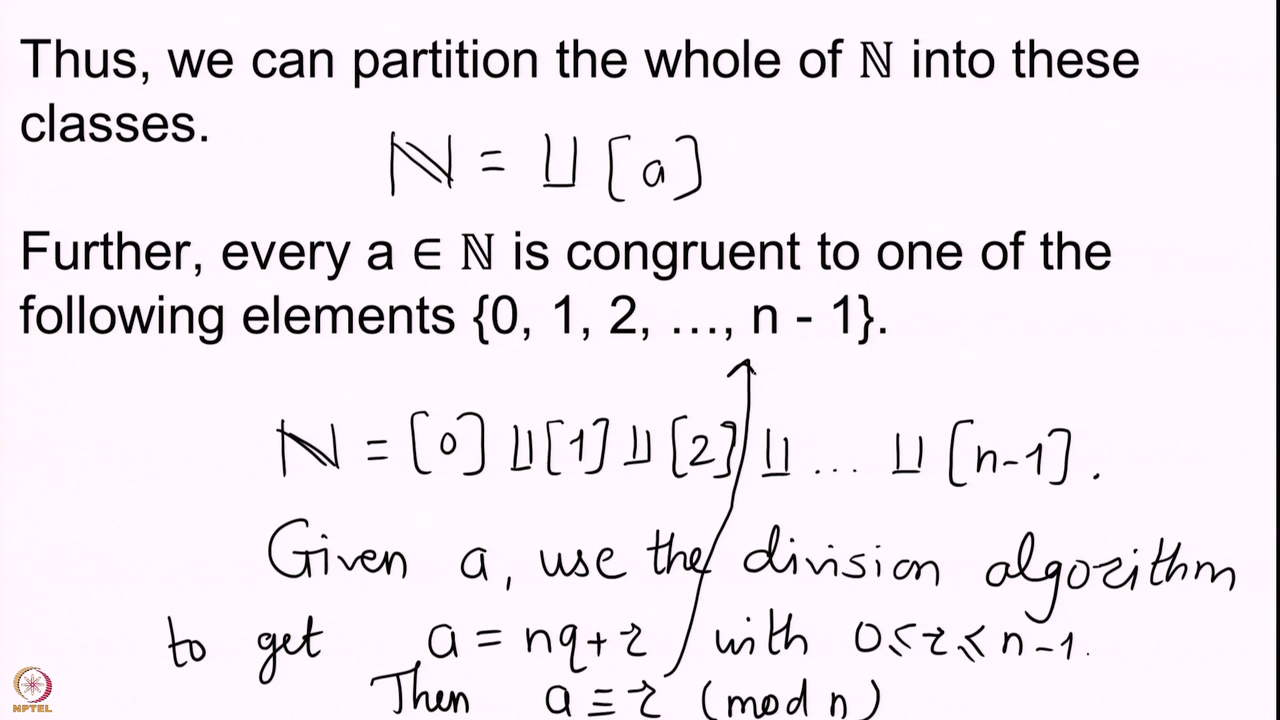 Thus, we can partition the whole of ℕ into these
classes.
ℕ = ⊔ [a]
Further, every a ∈ ℕ is congruent to one of the
following elements {0, 1, 2, …, n - 1}.
ℕ = [0] ⊔ [1] ⊔ [2] ⊔ ... ⊔ [n-1].
Given a, use the division algorithm
to get a = nq + r with 0 ≤ r ≤ n-1.
Then a ≡ r (mod n)
NPTEL